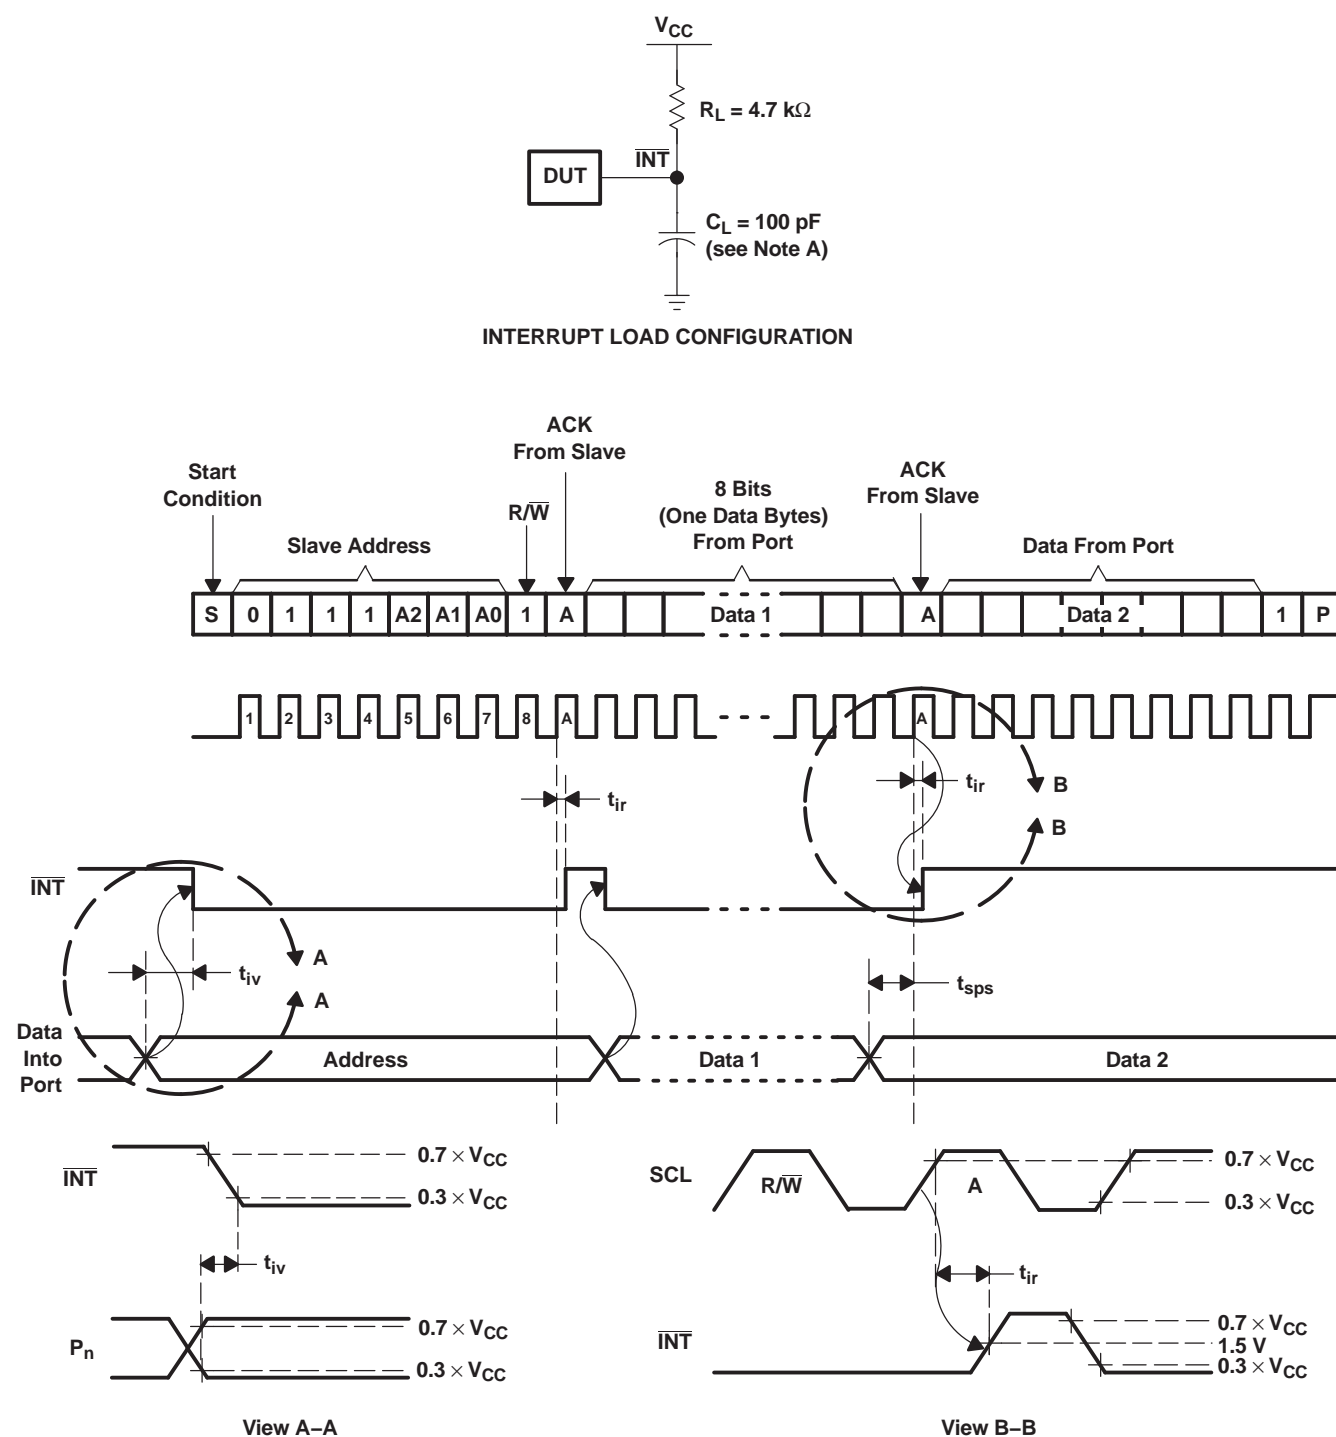 VCC
RL = 4.7 kΩ
INT
DUT
CL = 100 pF
(see Note A)
INTERRUPT LOAD CONFIGURATION
ACK
From Slave
Start
Condition
R/W
8 Bits
(One Data Bytes)
From Port
ACK
From Slave
Slave Address
Data From Port
S 0 1 1 1 A2 A1 A0 1 A Data 1 A Data 2 1 P
1 2 3 4 5 6 7 8 A A
tir
tir
B
B
INT
A
tiv
A
tsps
Data
Into
Port
Address
Data 1
Data 2
INT
0.7 × VCC
0.3 × VCC
tiv
Pn
0.7 × VCC
0.3 × VCC
View A–A
SCL
R/W
A
0.7 × VCC
0.3 × VCC
tir
INT
0.7 × VCC
1.5 V
0.3 × VCC
View B–B